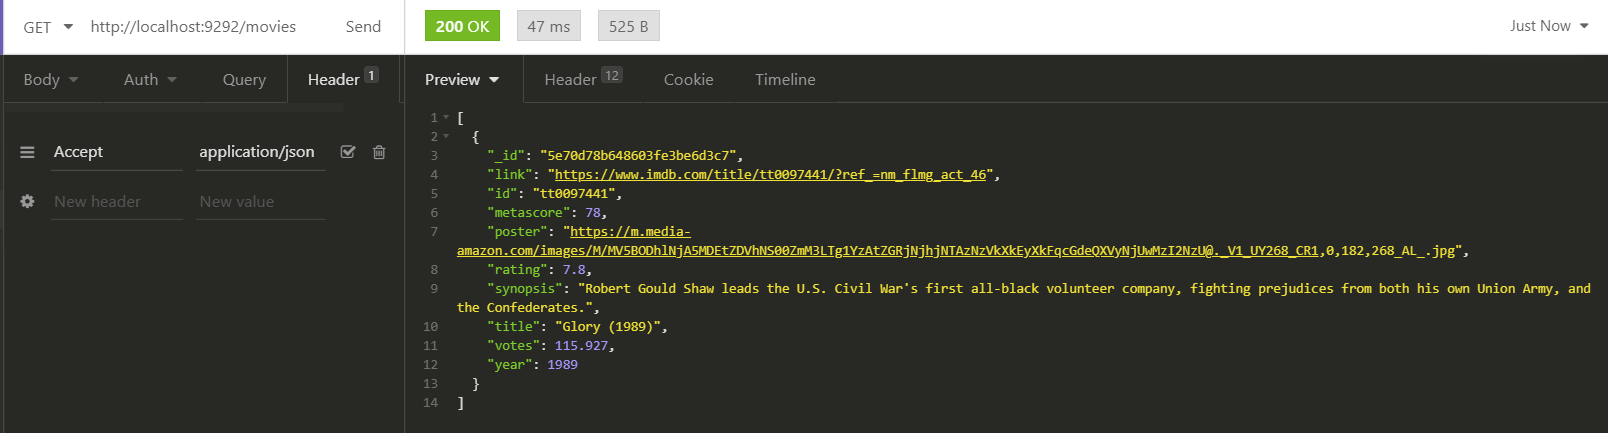 GET http://localhost:9292/movies Send 200 OK 47 ms 525 B Just Now
Body Auth Query Header 1 Preview Header 12 Cookie Timeline
Accept application/json
New header New value
1 [
2 {
3 "_id": "5e70d78b648603fe3be6d3c7",
4 "link": "https://www.imdb.com/title/tt0097441/?ref_=nm_flmg_act_46",
5 "id": "tt0097441",
6 "metascore": 78,
7 "poster": "https://m.media-
amazon.com/images/M/MV5BODhlNjA5MDEtZDVhNS00ZmM3LTg1YzAtZGRjNjhjNTAzNzVkXkEyXkFqcGdeQXVyNjUwMzI2NzU@._V1_UY268_CR1,0,182,268_AL_.jpg",
8 "rating": 7.8,
9 "synopsis": "Robert Gould Shaw leads the U.S. Civil War's first all-black volunteer company, fighting prejudices from both his own Union Army, and
the Confederates.",
10 "title": "Glory (1989)",
11 "votes": 115.927,
12 "year": 1989
13 }
14 ]